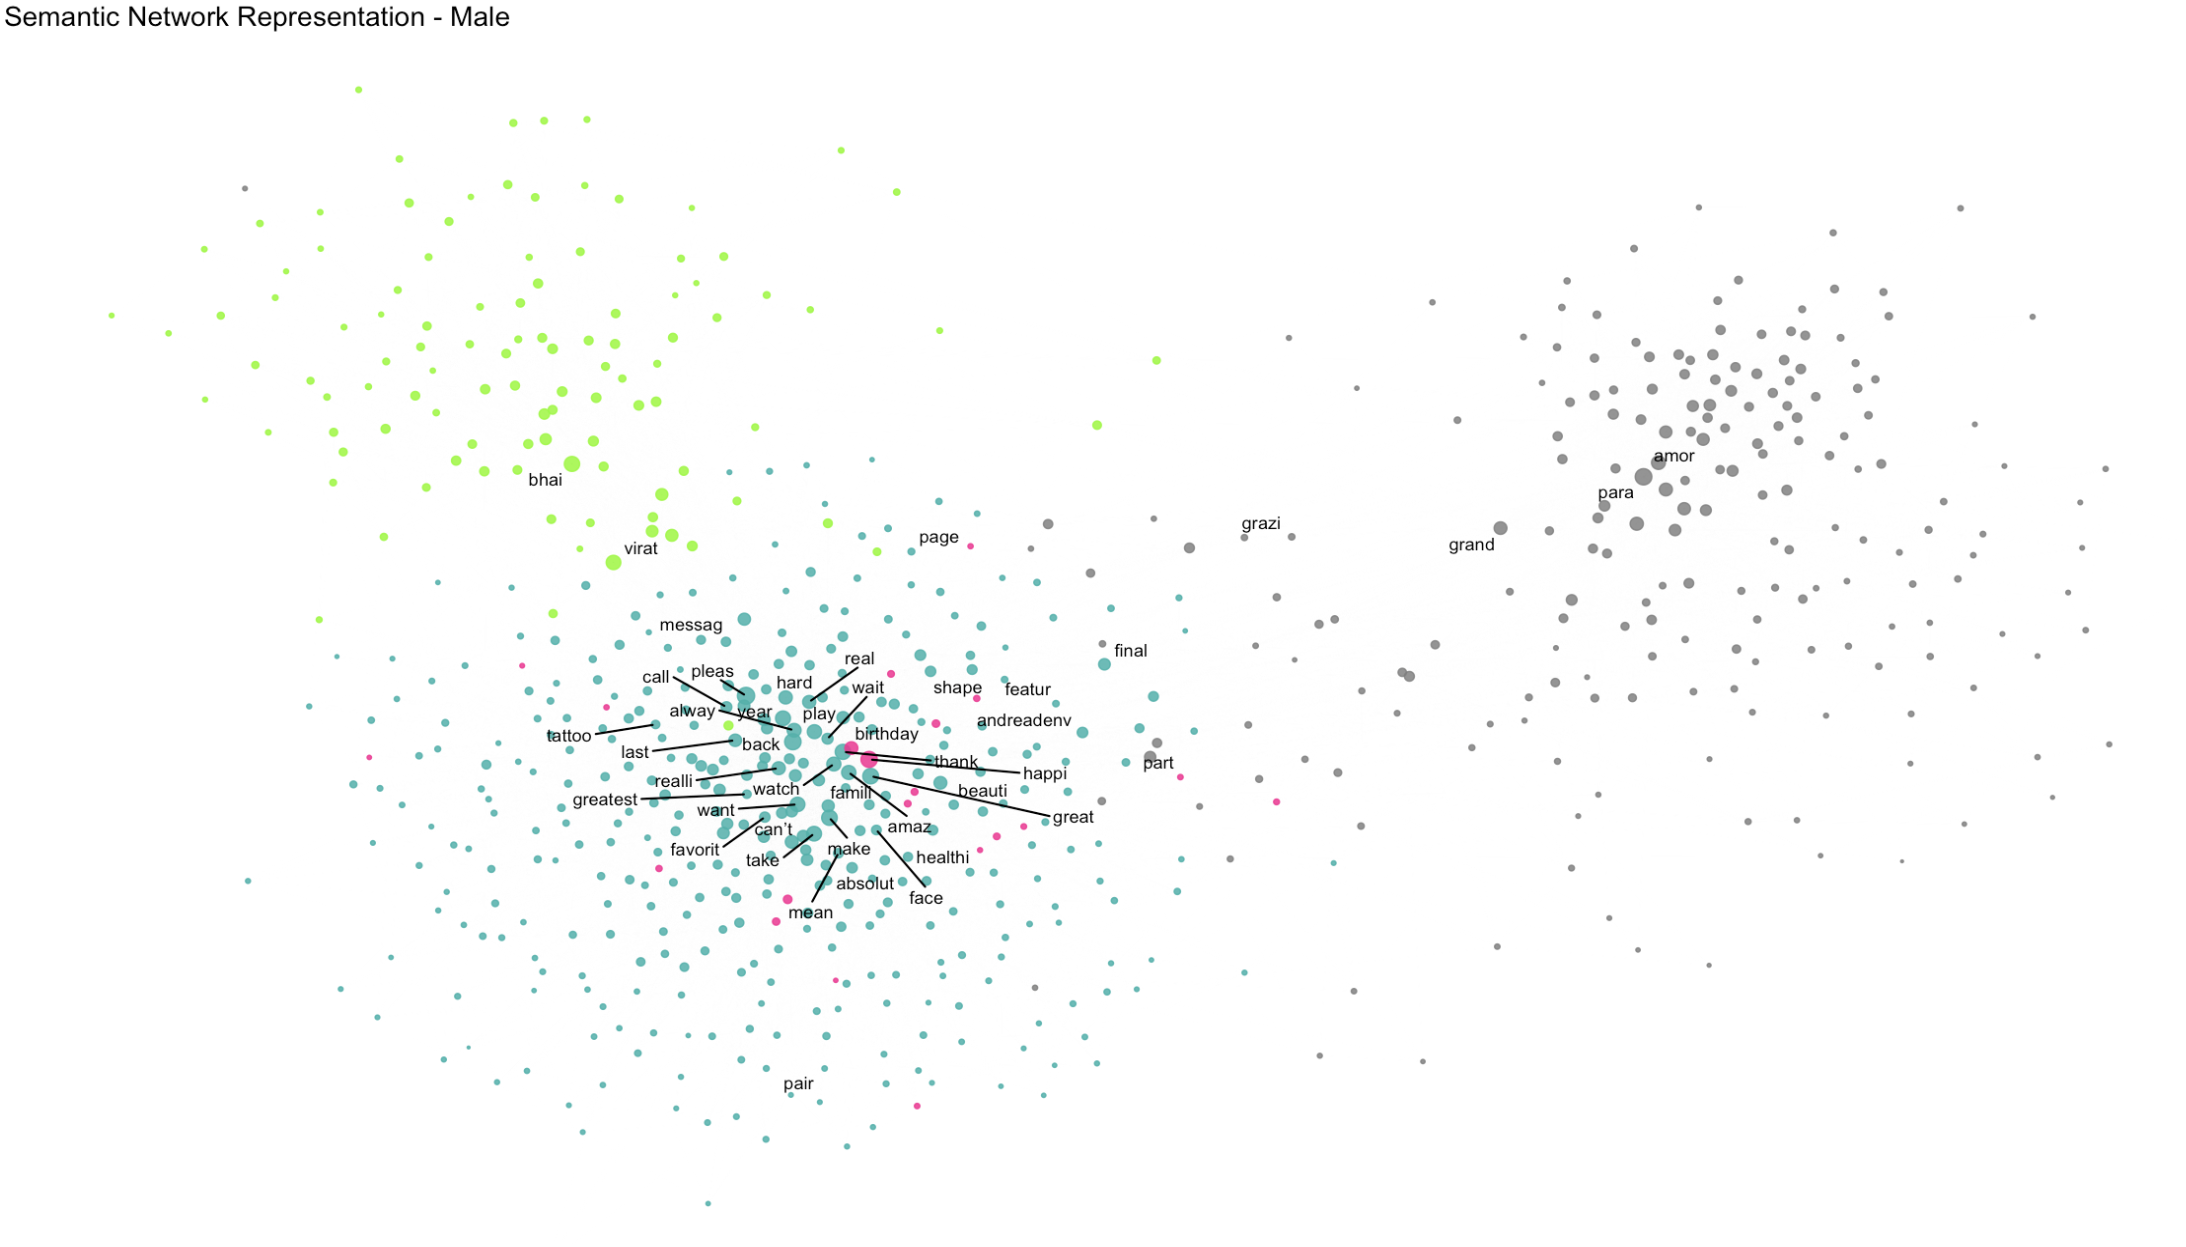 Semantic Network Representation - Male
bhai
amor
para
grazi
page
grand
virat
messag
final
real
pleas
call
hard
wait
shape
featur
alway
year
play
andreadenv
tattoo
birthday
last
back
thank
part
happi
realli
watch
famili
beauti
greatest
want
great
can't
amaz
favorit
take
make
healthi
absolut
face
mean
pair